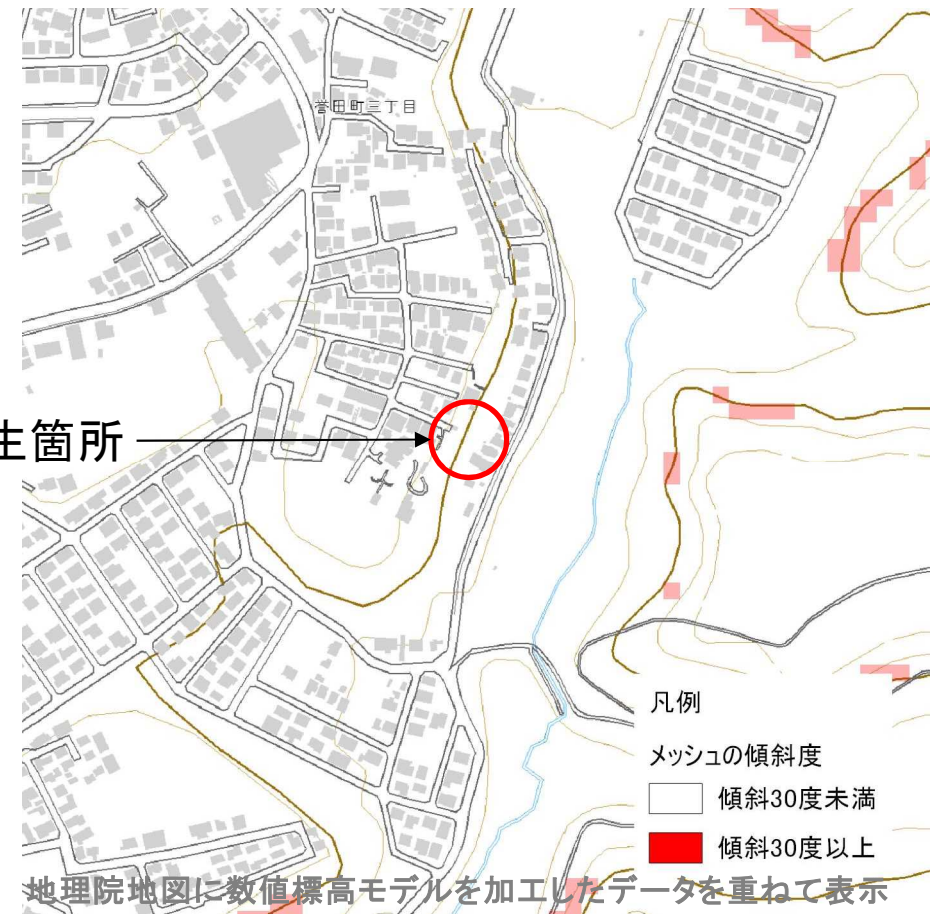 誉田町三丁目
生箇所
凡例
メッシュの傾斜度
傾斜30度未満
傾斜30度以上
地理院地図に数値標高モデルを加工したデータを重ねて表示